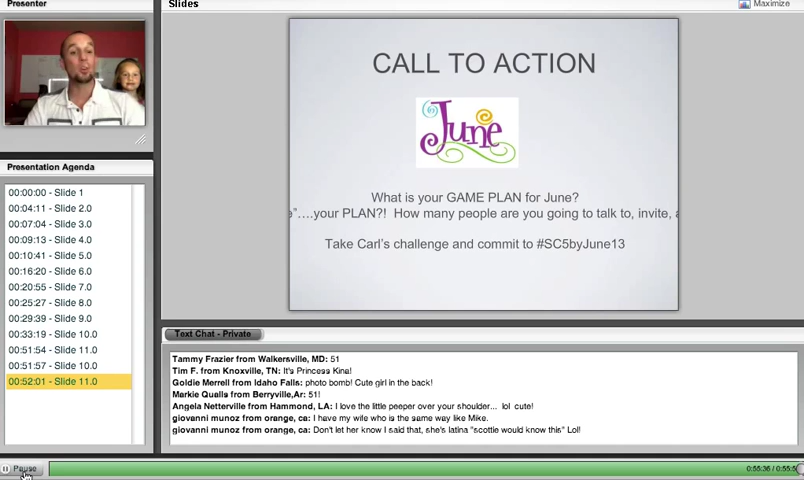 Presenter
Slides
Maximize
CALL TO ACTION
June
What is your GAME PLAN for June?
e"....your PLAN?! How many people are you going to talk to, invite, a
Take Carl's challenge and commit to #SC5byJune13
Presentation Agenda
00:00:00 - Slide 1
00:04:11 - Slide 2.0
00:07:04 - Slide 3.0
00:09:13 - Slide 4.0
00:10:41 - Slide 5.0
00:16:20 - Slide 6.0
00:20:55 - Slide 7.0
00:25:27 - Slide 8.0
00:29:39 - Slide 9.0
00:33:19 - Slide 10.0
00:51:54 - Slide 11.0
00:51:57 - Slide 10.0
00:52:01 - Slide 11.0
Text Chat - Private
Tammy Frazier from Walkersville, MD: 51
Tim F. from Knoxville, TN: It's Princess Kina!
Goldie Merrell from Idaho Falls: photo bomb! Cute girl in the back!
Markie Qualls from Berryville,Ar: 51!
Angela Netterville from Hammond, LA: I love the little peeper over your shoulder... lol cute!
giovanni munoz from orange, ca: I have my wife who is the same way like Mike.
giovanni munoz from orange, ca: Don't let her know I said that, she's latina "scottie would know this" Lol!
Pause
0:55:36 / 0:55:5